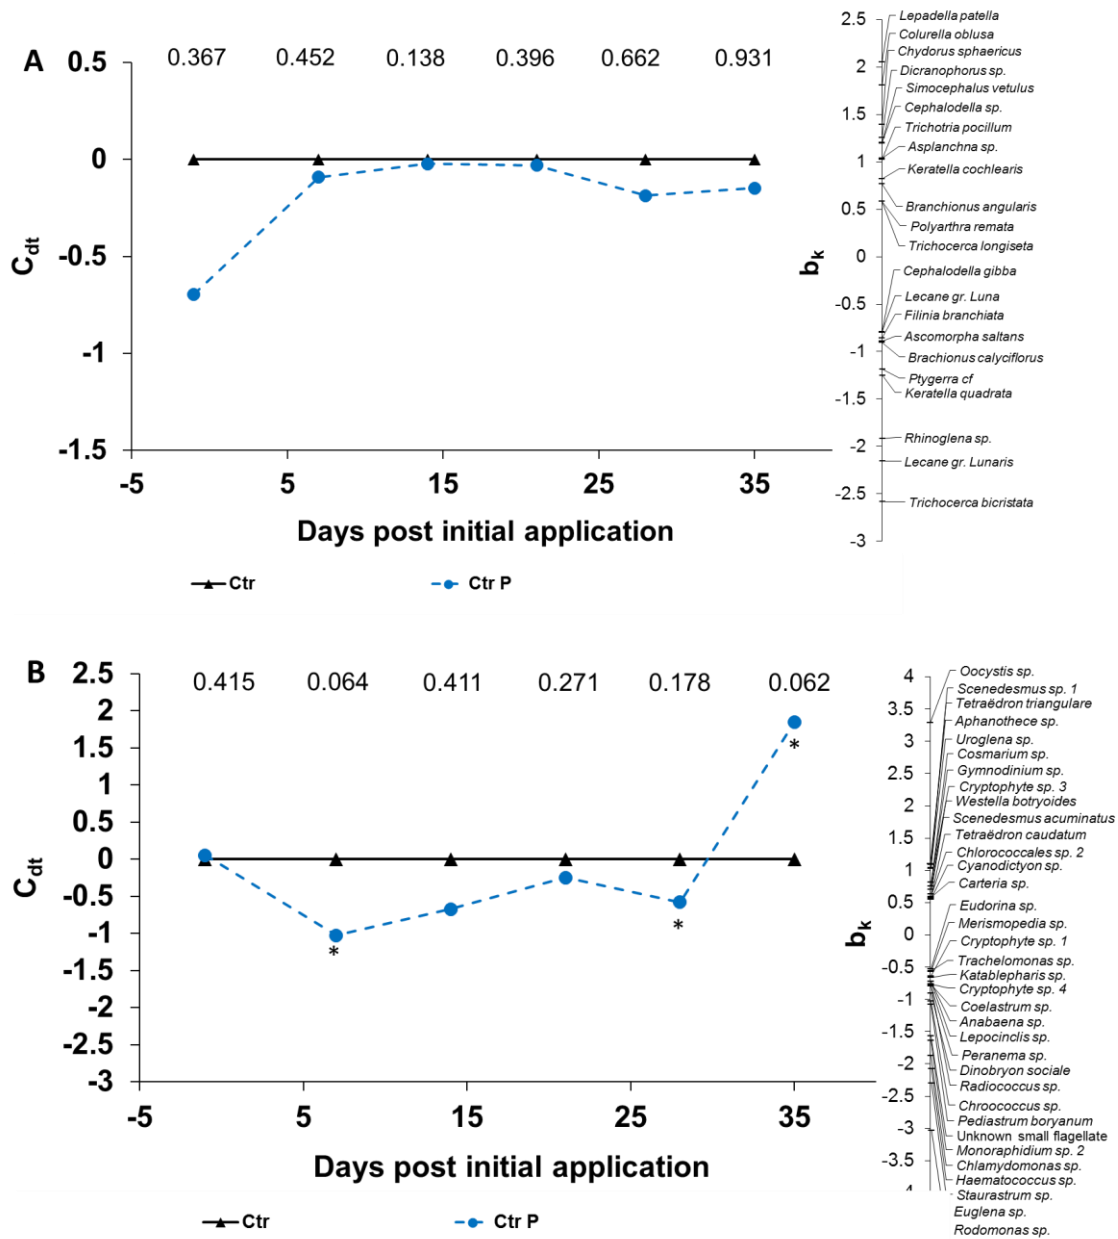 A
0.367 0.452 0.138 0.396 0.662 0.931
0.5
0
-0.5
-1
-1.5
C_dt
-5 5 15 25 35
Days post initial application
Ctr Ctr P
b_k
2.5
2
1.5
1
0.5
0
-0.5
-1
-1.5
-2
-2.5
-3
Lepadella patella
Colurella oblusa
Chydorus sphaericus
Dicranophorus sp.
Simocephalus vetulus
Cephalodella sp.
Trichotria pocillum
Asplanchna sp.
Keratella cochlearis
Branchionus angularis
Polyarthra remata
Trichocerca longiseta
Cephalodella gibba
Lecane gr. Luna
Filinia branchiata
Ascomorpha saltans
Brachionus calyciflorus
Ptygerra cf
Keratella quadrata
Rhinoglena sp.
Lecane gr. Lunaris
Trichocerca bicristata
B
0.415 0.064 0.411 0.271 0.178 0.062
2.5
2
1.5
1
0.5
0
-0.5
-1
-1.5
-2
-2.5
-3
C_dt
*
*
*
-5 5 15 25 35
Days post initial application
Ctr Ctr P
b_k
4
3.5
3
2.5
2
1.5
1
0.5
0
-0.5
-1
-1.5
-2
-2.5
-3
-3.5
Oocystis sp.
Scenedesmus sp. 1
Tetraëdron triangulare
Aphanothece sp.
Uroglena sp.
Cosmarium sp.
Gymnodinium sp.
Cryptophyte sp. 3
Westella botryoides
Scenedesmus acuminatus
Tetraëdron caudatum
Chlorococcales sp. 2
Cyanodictyon sp.
Carteria sp.
Eudorina sp.
Merismopedia sp.
Cryptophyte sp. 1
Trachelomonas sp.
Katablepharis sp.
Cryptophyte sp. 4
Coelastrum sp.
Anabaena sp.
Lepocinclis sp.
Peranema sp.
Dinobryon sociale
Radiococcus sp.
Chroococcus sp.
Pediastrum boryanum
Unknown small flagellate
Monoraphidium sp. 2
Chlamydomonas sp.
Haematococcus sp.
Staurastrum sp.
Euglena sp.
Rodomonas sp.